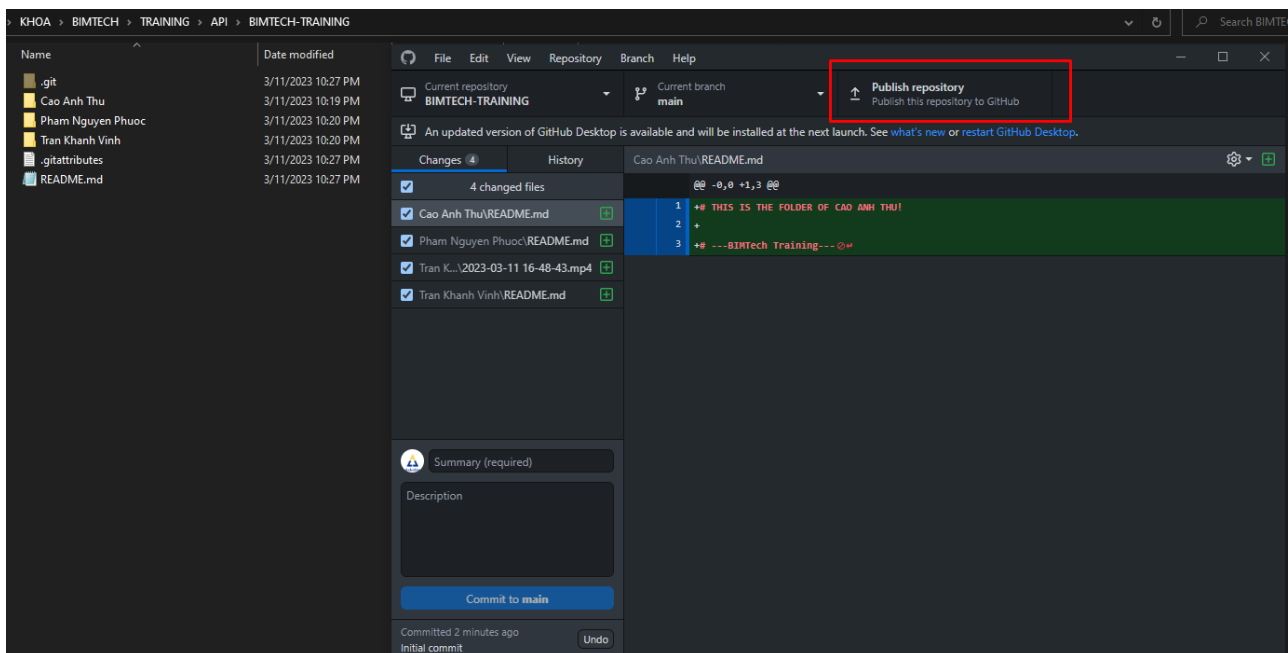 KHOA > BIMTECH > TRAINING > API > BIMTECH-TRAINING
Search BIMTE
Name
Date modified
.git
3/11/2023 10:27 PM
Cao Anh Thu
3/11/2023 10:19 PM
Pham Nguyen Phuoc
3/11/2023 10:20 PM
Tran Khanh Vinh
3/11/2023 10:20 PM
.gitattributes
3/11/2023 10:27 PM
README.md
3/11/2023 10:27 PM
File Edit View Repository Branch Help
Current repository
BIMTECH-TRAINING
Current branch
main
Publish repository
Publish this repository to GitHub
An updated version of GitHub Desktop is available and will be installed at the next launch. See what's new or restart GitHub Desktop.
Changes 4
History
4 changed files
Cao Anh Thu\README.md
Pham Nguyen Phuoc\README.md
Tran K...\2023-03-11 16-48-43.mp4
Tran Khanh Vinh\README.md
Cao Anh Thu\README.md
@@ -0,0 +1,3 @@
1 +# THIS IS THE FOLDER OF CAO ANH THU!
2 +
3 +# ---BIMTech Training---
Summary (required)
Description
Commit to main
Committed 2 minutes ago
Initial commit
Undo